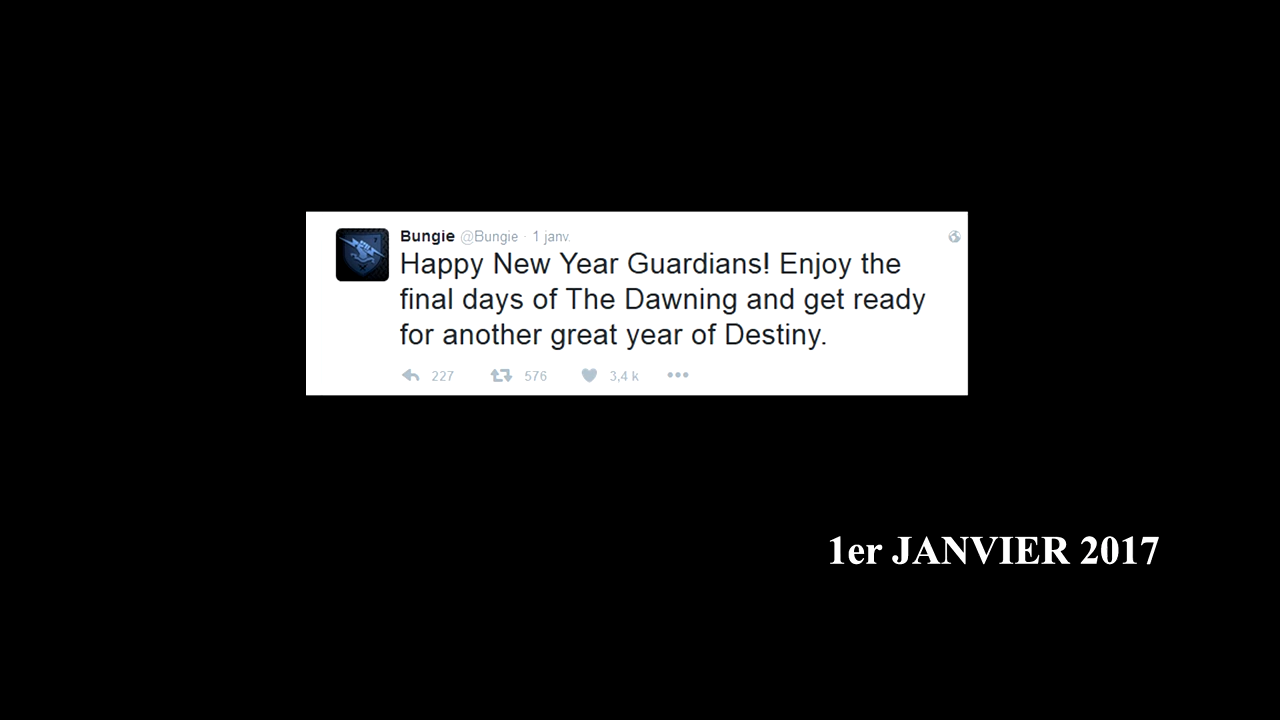 Bungie @Bungie · 1 janv.
Happy New Year Guardians! Enjoy the
final days of The Dawning and get ready
for another great year of Destiny.
227 576 3,4 k
1er JANVIER 2017